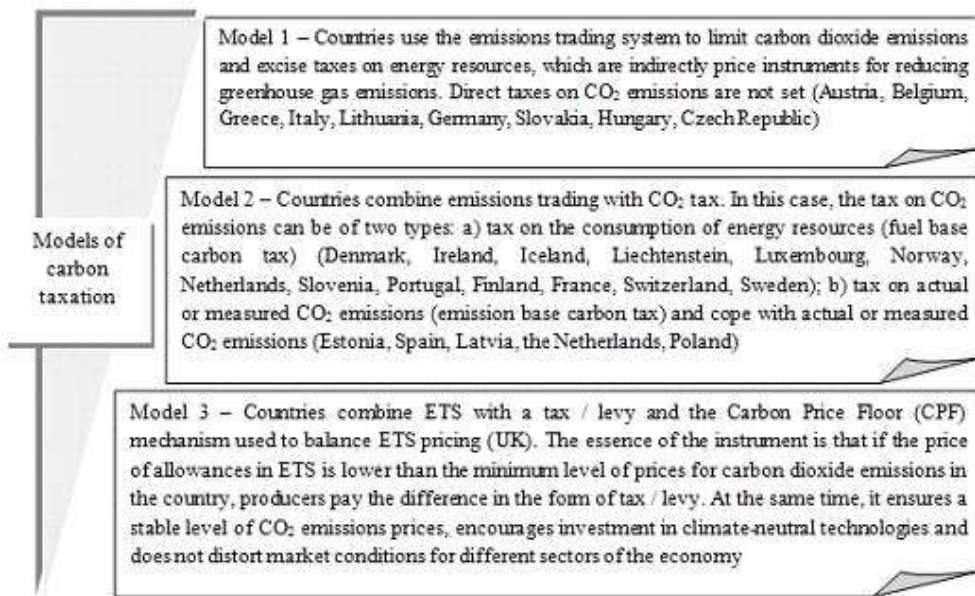 Model 1 – Countries use the emissions trading system to limit carbon dioxide emissions
and excise taxes on energy resources, which are indirectly price instruments for reducing
greenhouse gas emissions. Direct taxes on CO₂ emissions are not set (Austria, Belgium,
Greece, Italy, Lithuania, Germany, Slovakia, Hungary, Czech Republic)
Models of
carbon
taxation
Model 2 – Countries combine emissions trading with CO₂ tax. In this case, the tax on CO₂
emissions can be of two types: a) tax on the consumption of energy resources (fuel base
carbon tax) (Denmark, Ireland, Iceland, Liechtenstein, Luxembourg, Norway,
Netherlands, Slovenia, Portugal, Finland, France, Switzerland, Sweden); b) tax on actual
or measured CO₂ emissions (emission base carbon tax) and cope with actual or measured
CO₂ emissions (Estonia, Spain, Latvia, the Netherlands, Poland)
Model 3 – Countries combine ETS with a tax / levy and the Carbon Price Floor (CPF)
mechanism used to balance ETS pricing (UK). The essence of the instrument is that if the price
of allowances in ETS is lower than the minimum level of prices for carbon dioxide emissions in
the country, producers pay the difference in the form of tax / levy. At the same time, it ensures a
stable level of CO₂ emissions prices, encourages investment in climate-neutral technologies and
does not distort market conditions for different sectors of the economy